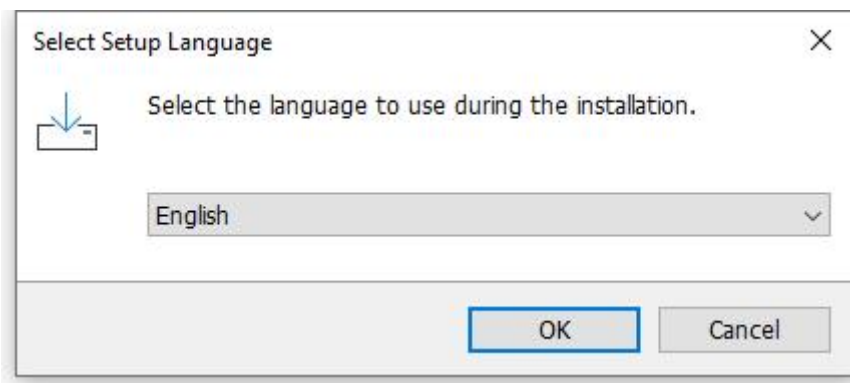 Select Setup Language
Select the language to use during the installation.
English
OK
Cancel